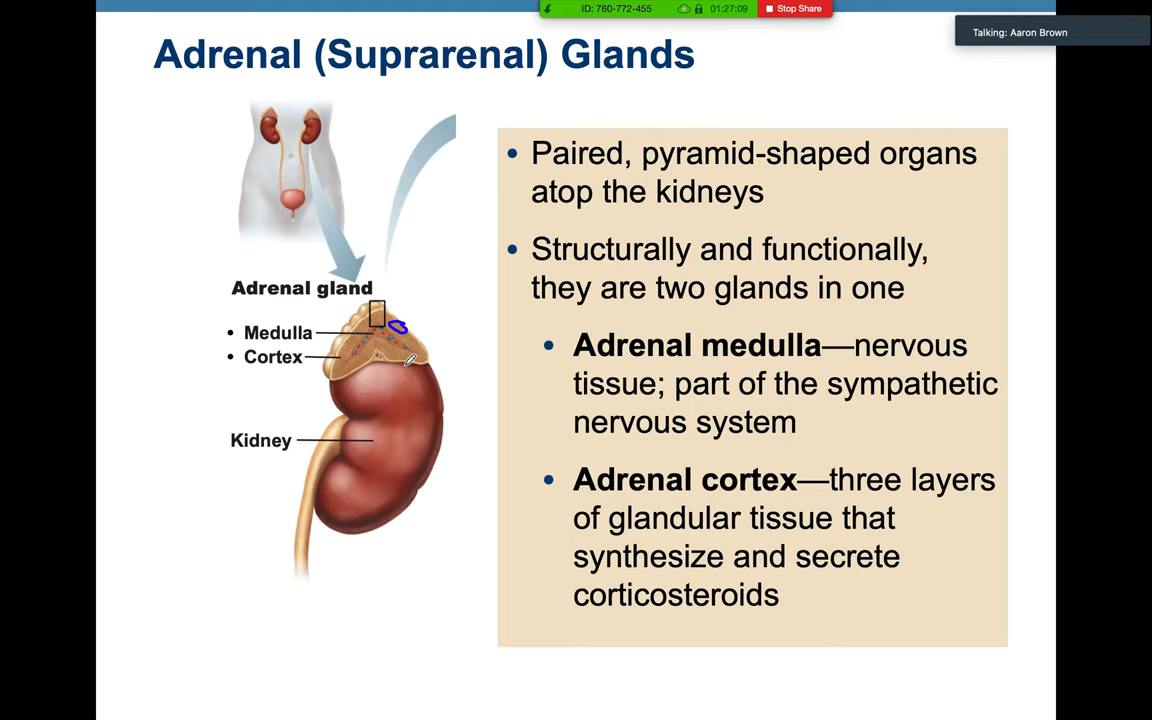 ID: 760-772-455
01:27:09
Stop Share
Talking: Aaron Brown
Adrenal (Suprarenal) Glands
Adrenal gland
• Medulla
• Cortex
Kidney
• Paired, pyramid-shaped organs
atop the kidneys
• Structurally and functionally,
they are two glands in one
• Adrenal medulla—nervous
tissue; part of the sympathetic
nervous system
• Adrenal cortex—three layers
of glandular tissue that
synthesize and secrete
corticosteroids